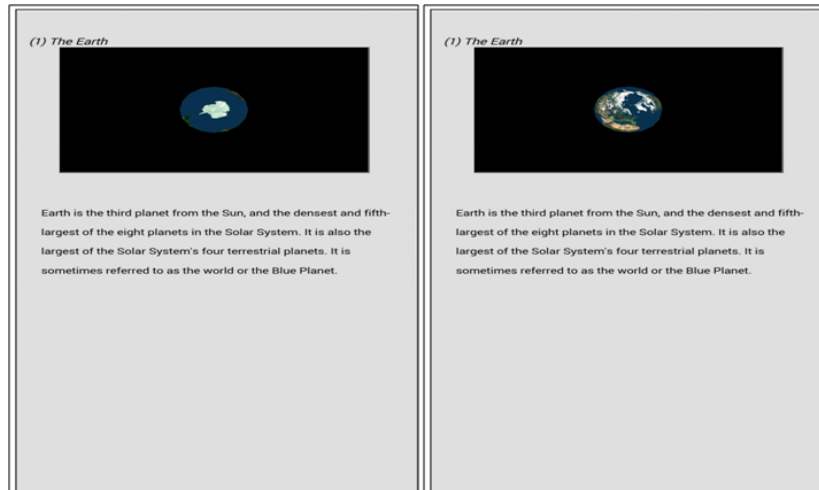 (1) The Earth
Earth is the third planet from the Sun, and the densest and fifth-
largest of the eight planets in the Solar System. It is also the
largest of the Solar System's four terrestrial planets. It is
sometimes referred to as the world or the Blue Planet.
(1) The Earth
Earth is the third planet from the Sun, and the densest and fifth-
largest of the eight planets in the Solar System. It is also the
largest of the Solar System's four terrestrial planets. It is
sometimes referred to as the world or the Blue Planet.